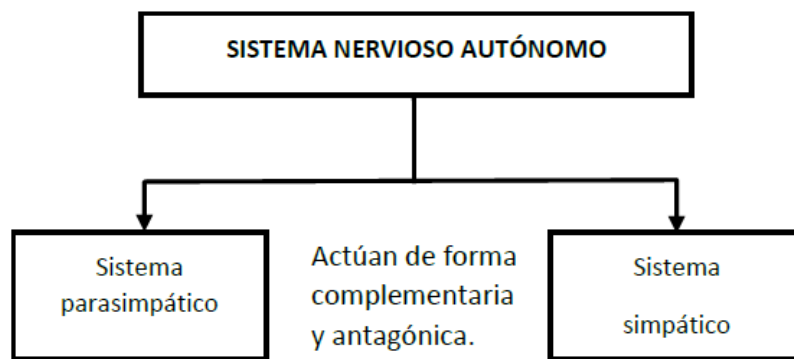 SISTEMA NERVIOSO AUTÓNOMO
Sistema
parasimpático
Actúan de forma
complementaria
y antagónica.
Sistema
simpático